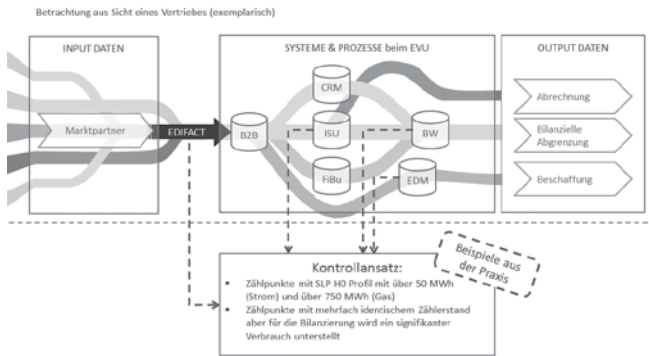 Betrachtung aus Sicht eines Vertriebes (exemplarisch)
INPUT DATEN
SYSTEME & PROZESSE beim EVU
OUTPUT DATEN
Marktpartner
EDIFACT
B2B
CRM
ISU
FiBu
BW
EDM
Abrechnung
Bilanzielle
Abgrenzung
Beschaffung
Beispiele aus
der Praxis
Kontrollansatz:
▪ Zählpunkte mit SLP H0 Profil mit über 50 MWh
(Strom) und über 750 MWh (Gas)
▪ Zählpunkte mit mehrfach identischem Zählerstand
aber für die Bilanzierung wird ein signifikanter
Verbrauch unterstellt